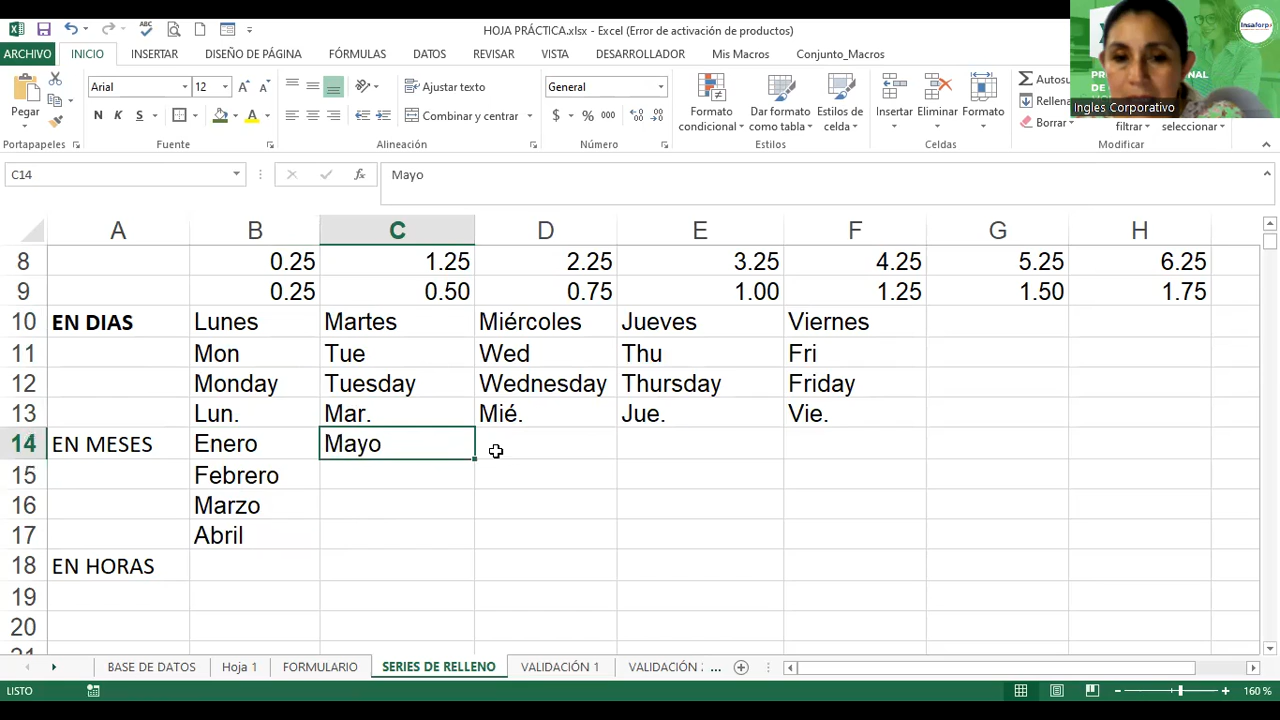 HOJA PRÁCTICA.xlsx - Excel (Error de activación de productos)
ARCHIVO INICIO INSERTAR DISEÑO DE PÁGINA FÓRMULAS DATOS REVISAR VISTA DESARROLLADOR Mis Macros Conjunto_Macros
Pegar
Arial 12
N K S
Ajustar texto
Combinar y centrar
General
$ % 000
Condicional
Formato condicional
Dar formato como tabla
Estilos de celda
Insertar Eliminar Formato
Autosu
Rellena
Borrar
filtrar seleccionar
Portapapeles Fuente Alineación Número Estilos Celdas Modificar
Insaforp
Ingles Corporativo
C14 fx Mayo
A B C D E F G H
8 0.25 1.25 2.25 3.25 4.25 5.25 6.25
9 0.25 0.50 0.75 1.00 1.25 1.50 1.75
10 EN DIAS Lunes Martes Miércoles Jueves Viernes
11 Mon Tue Wed Thu Fri
12 Monday Tuesday Wednesday Thursday Friday
13 Lun. Mar. Mié. Jue. Vie.
14 EN MESES Enero Mayo
15 Febrero
16 Marzo
17 Abril
18 EN HORAS
19
20
BASE DE DATOS Hoja 1 FORMULARIO SERIES DE RELLENO VALIDACIÓN 1 VALIDACIÓN 2 ...
LISTO 160 %